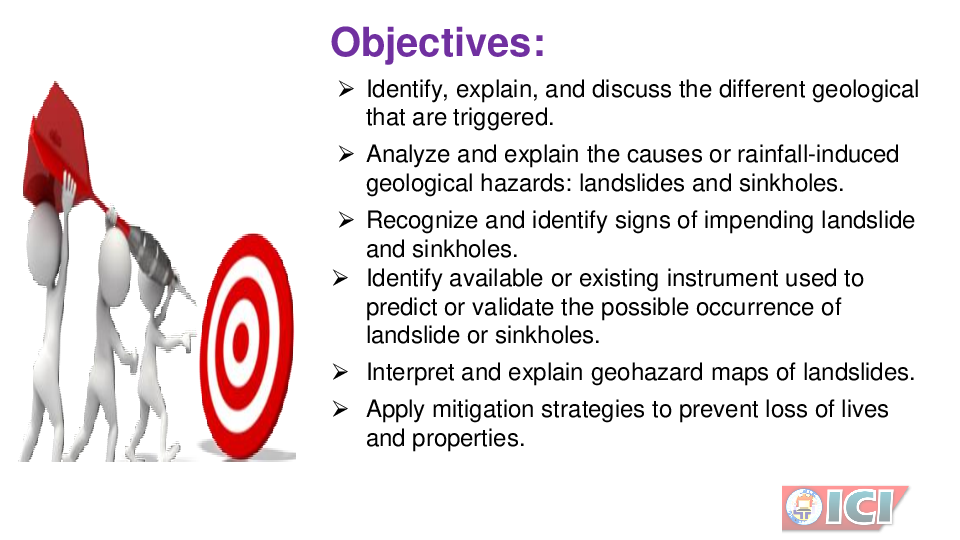 Objectives:
➢ Identify, explain, and discuss the different geological
that are triggered.
➢ Analyze and explain the causes or rainfall-induced
geological hazards: landslides and sinkholes.
➢ Recognize and identify signs of impending landslide
and sinkholes.
➢ Identify available or existing instrument used to
predict or validate the possible occurrence of
landslide or sinkholes.
➢ Interpret and explain geohazard maps of landslides.
➢ Apply mitigation strategies to prevent loss of lives
and properties.
ICI